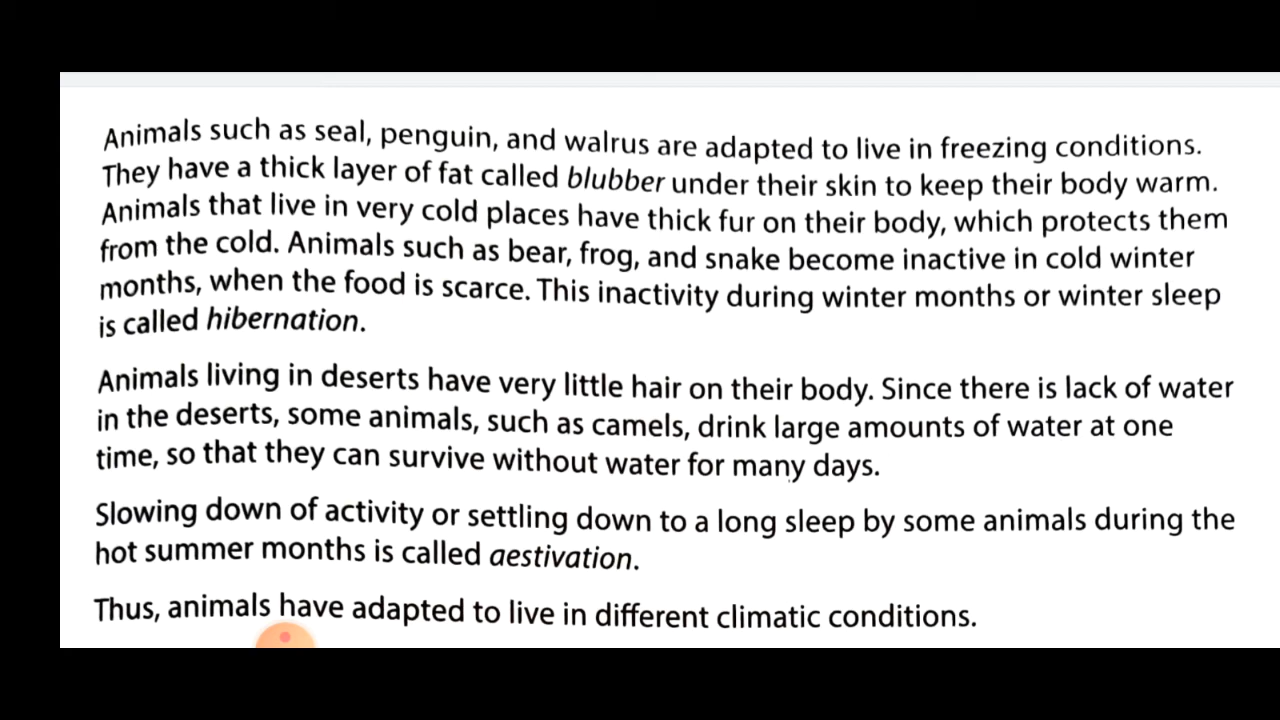 Animals such as seal, penguin, and walrus are adapted to live in freezing conditions.
They have a thick layer of fat called blubber under their skin to keep their body warm.
Animals that live in very cold places have thick fur on their body, which protects them
from the cold. Animals such as bear, frog, and snake become inactive in cold winter
months, when the food is scarce. This inactivity during winter months or winter sleep
is called hibernation.
Animals living in deserts have very little hair on their body. Since there is lack of water
in the deserts, some animals, such as camels, drink large amounts of water at one
time, so that they can survive without water for many days.
Slowing down of activity or settling down to a long sleep by some animals during the
hot summer months is called aestivation.
Thus, animals have adapted to live in different climatic conditions.